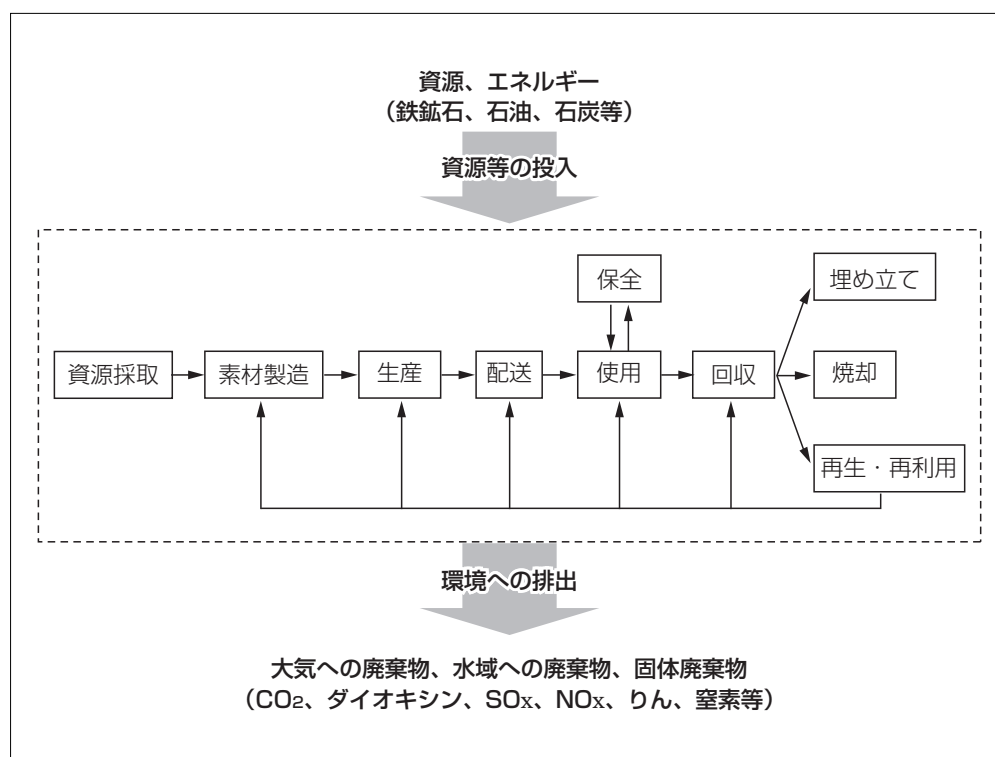 資源、エネルギー
（鉄鉱石、石油、石炭等）
資源等の投入
保全
埋め立て
資源採取
素材製造
生産
配送
使用
回収
焼却
再生・再利用
環境への排出
大気への廃棄物、水域への廃棄物、固体廃棄物
（CO₂、ダイオキシン、SOx、NOx、りん、窒素等）